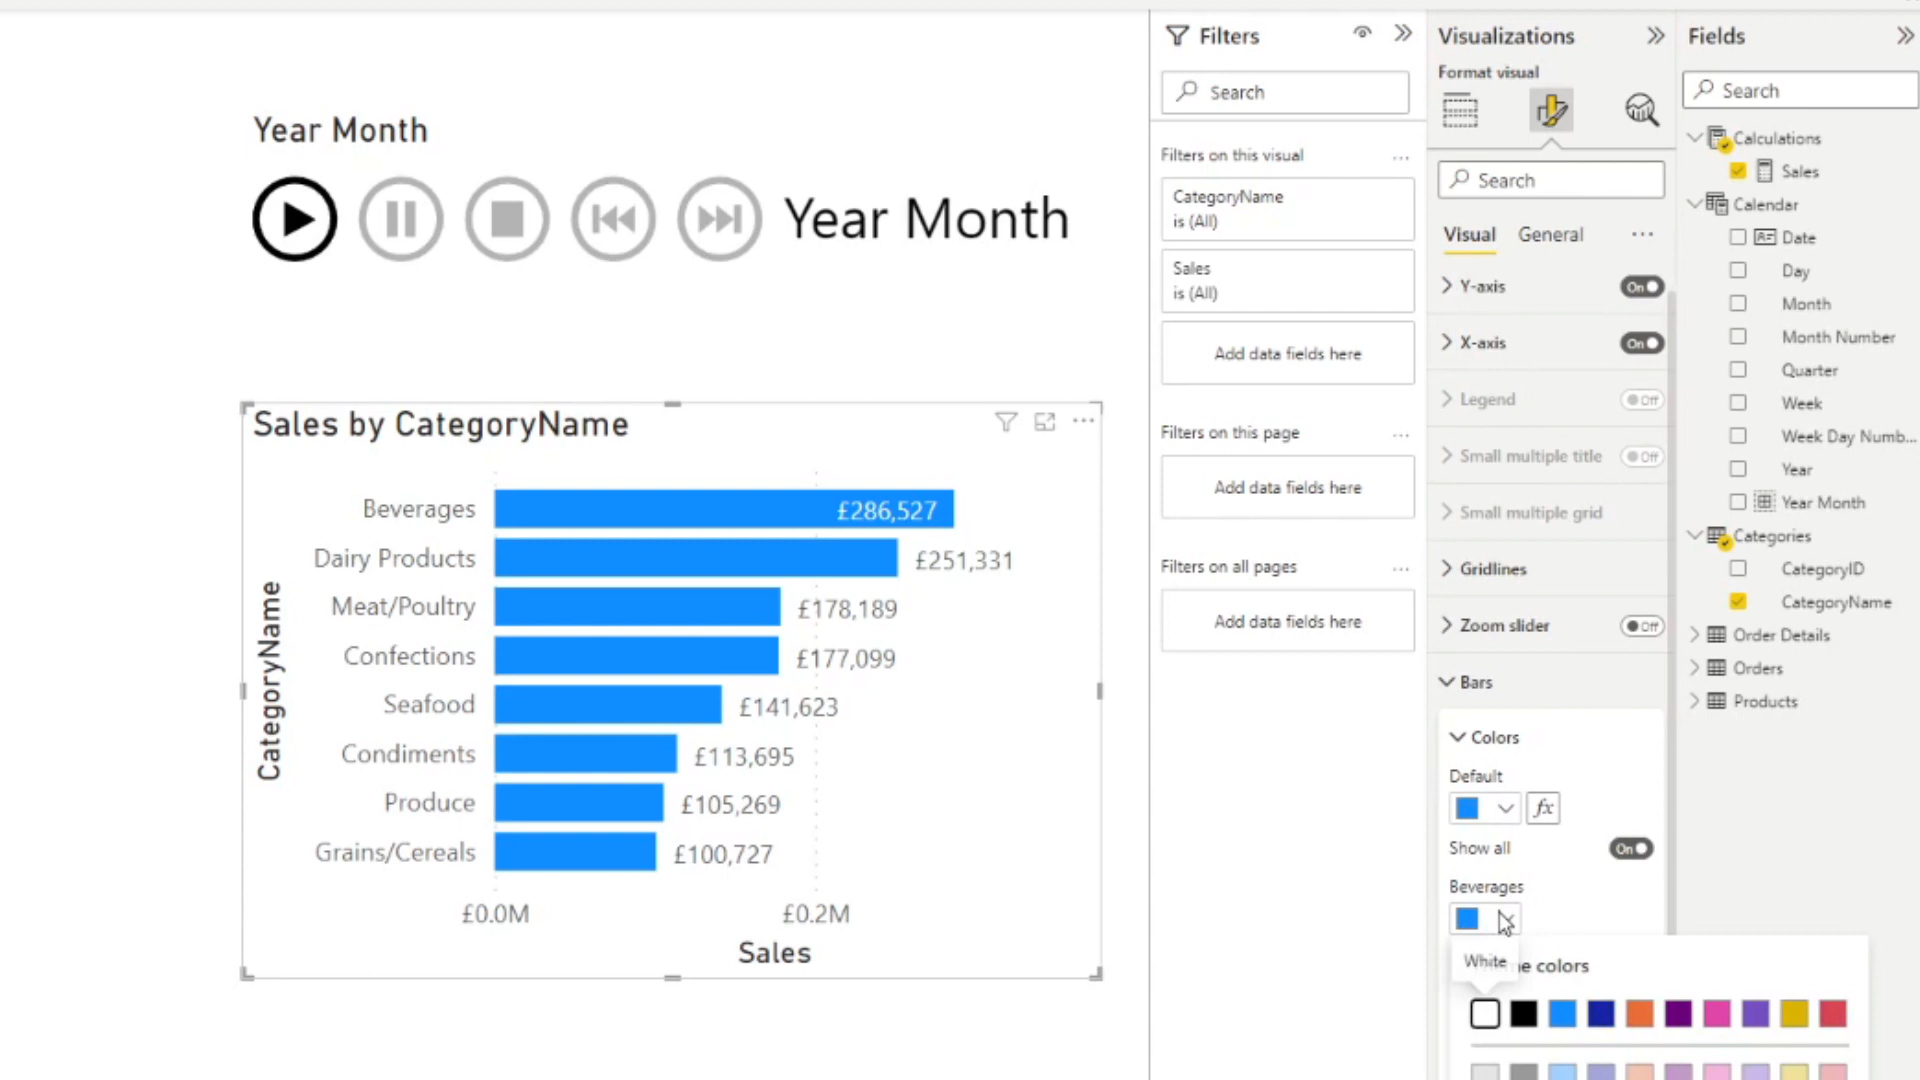 Year Month
Year Month
Sales by CategoryName
CategoryName
Beverages
£286,527
Dairy Products
£251,331
Meat/Poultry
£178,189
Confections
£177,099
Seafood
£141,623
Condiments
£113,695
Produce
£105,269
Grains/Cereals
£100,727
£0.0M
£0.2M
Sales
Filters
Search
Filters on this visual
...
CategoryName
is (All)
Sales
is (All)
Add data fields here
Filters on this page
...
Add data fields here
Filters on all pages
...
Add data fields here
Visualizations
Format visual
Search
Visual
General
...
Y-axis
On
X-axis
On
Legend
Off
Small multiple title
Off
Small multiple grid
Gridlines
Zoom slider
Off
Bars
Colors
Default
fx
Show all
On
Beverages
White
colors
Fields
Search
Calculations
Sales
Calendar
Date
Day
Month
Month Number
Quarter
Week
Week Day Numb...
Year
Year Month
Categories
CategoryID
CategoryName
Order Details
Orders
Products